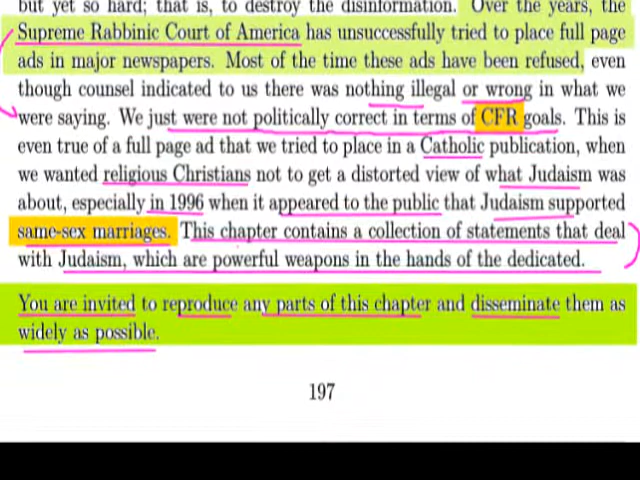 but yet so hard; that is, to destroy the disinformation. Over the years, the
Supreme Rabbinic Court of America has unsuccessfully tried to place full page
ads in major newspapers. Most of the time these ads have been refused, even
though counsel indicated to us there was nothing illegal or wrong in what we
were saying. We just were not politically correct in terms of CFR goals. This is
even true of a full page ad that we tried to place in a Catholic publication, when
we wanted religious Christians not to get a distorted view of what Judaism was
about, especially in 1996 when it appeared to the public that Judaism supported
same-sex marriages. This chapter contains a collection of statements that deal
with Judaism, which are powerful weapons in the hands of the dedicated.
You are invited to reproduce any parts of this chapter and disseminate them as
widely as possible.
197